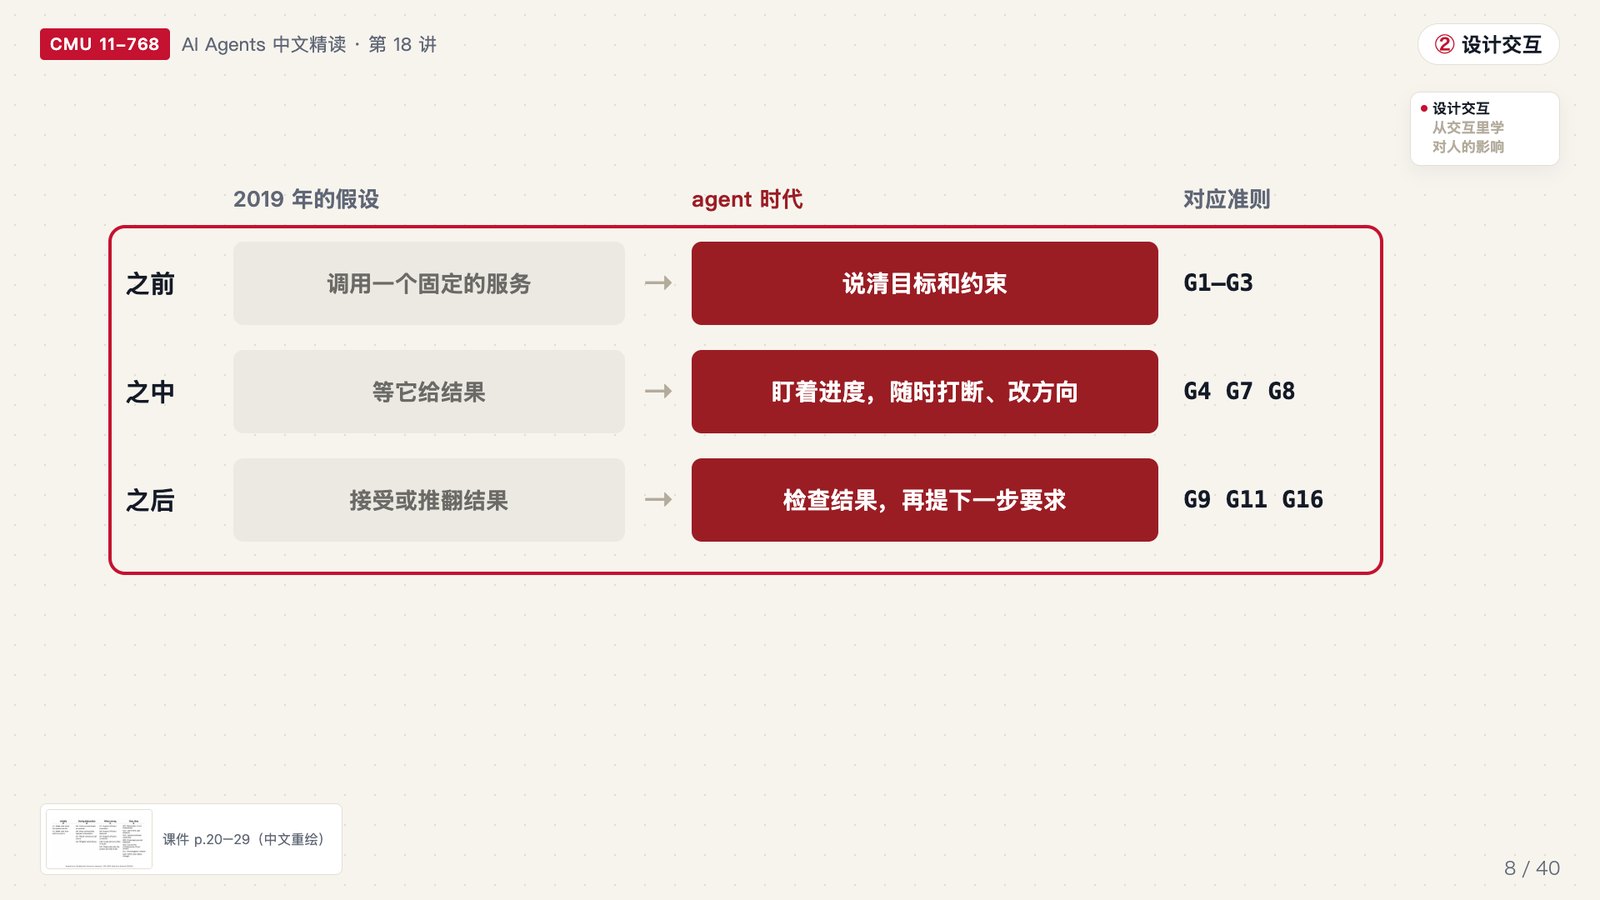 CMU 11-768 AI Agents 中文精读 · 第 18 讲
② 设计交互
设计交互
从交互里学
对人的影响
2019 年的假设 agent 时代 对应准则
之前 调用一个固定的服务 → 说清目标和约束 G1–G3
之中 等它给结果 → 盯着进度，随时打断、改方向 G4 G7 G8
之后 接受或推翻结果 → 检查结果，再提下一步要求 G9 G11 G16
课件 p.20–29（中文重绘）
8 / 40